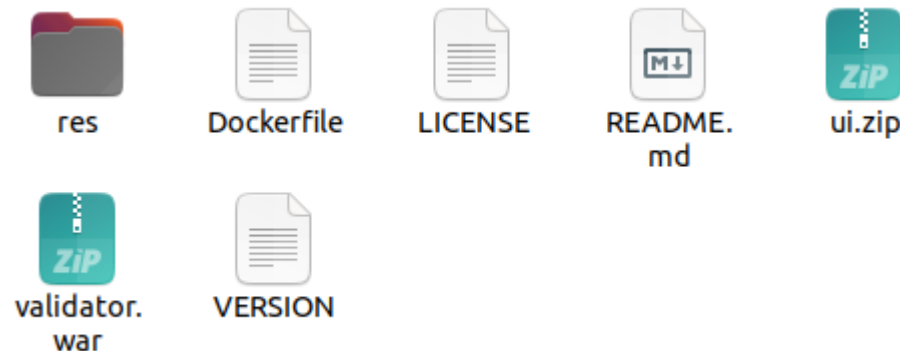 res
Dockerfile
LICENSE
M
ZiP
README.
md
ui.zip
ZiP
validator.
war
VERSION